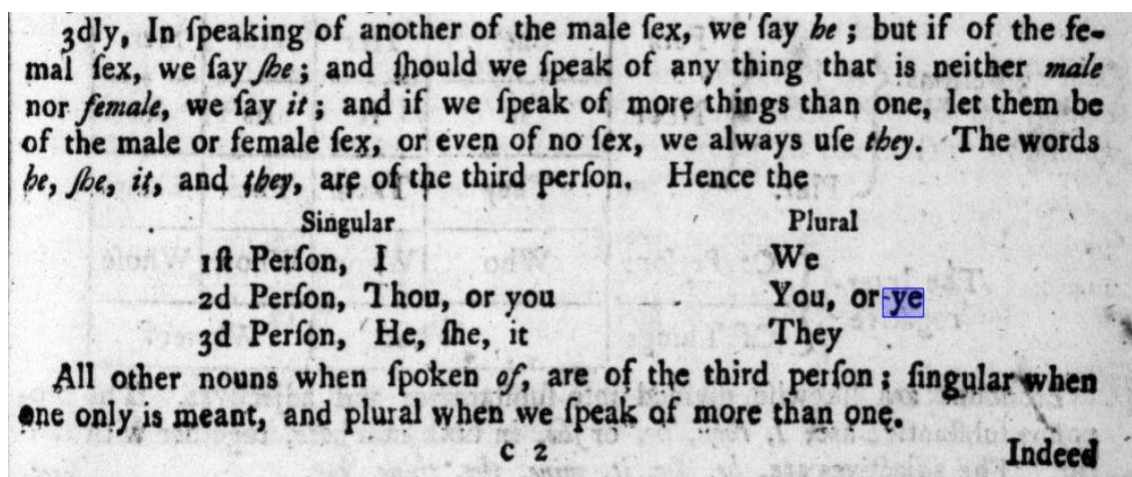 3dly, In ſpeaking of another of the male ſex, we ſay he ; but if of the fe-
mal ſex, we ſay ſhe ; and ſhould we ſpeak of any thing that is neither male
nor female, we ſay it ; and if we ſpeak of more things than one, let them be
of the male or female ſex, or even of no ſex, we always uſe they. The words
he, ſhe, it, and they, are of the third perſon. Hence the
Singular Plural
1ſt Perſon, I We
2d Perſon, Thou, or you You, or ye
3d Perſon, He, ſhe, it They
All other nouns when ſpoken of, are of the third perſon ; ſingular when
one only is meant, and plural when we ſpeak of more than one.
C 2 Indeed